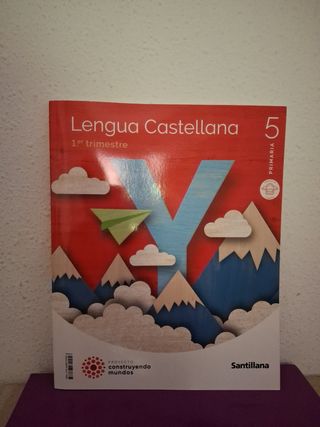 Lengua Castellana
5
1.er trimestre
PRIMARIA
Y
PROYECTO
construyendo
mundos
Santillana